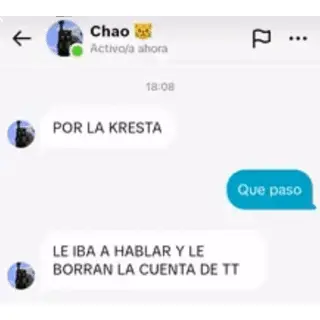 Chao 🐱
Activo/a ahora
18:08
POR LA KRESTA
Que paso
LE IBA A HABLAR Y LE
BORRAN LA CUENTA DE TT